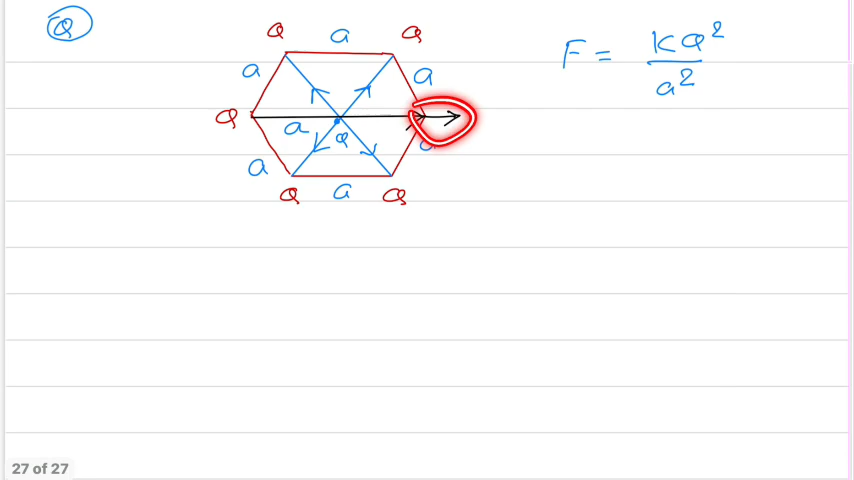 Q
Q a Q
a a
F = KQ²/a²
Q a
Q
a a
Q a Q
27 of 27